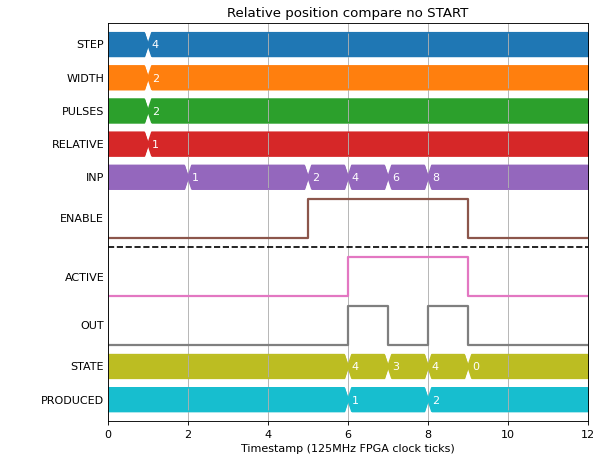 Relative position compare no START
STEP 4
WIDTH 2
PULSES 2
RELATIVE 1
INP 1 2 4 6 8
ENABLE
ACTIVE
OUT
STATE 4 3 4 0
PRODUCED 1 2
0 2 4 6 8 10 12
Timestamp (125MHz FPGA clock ticks)